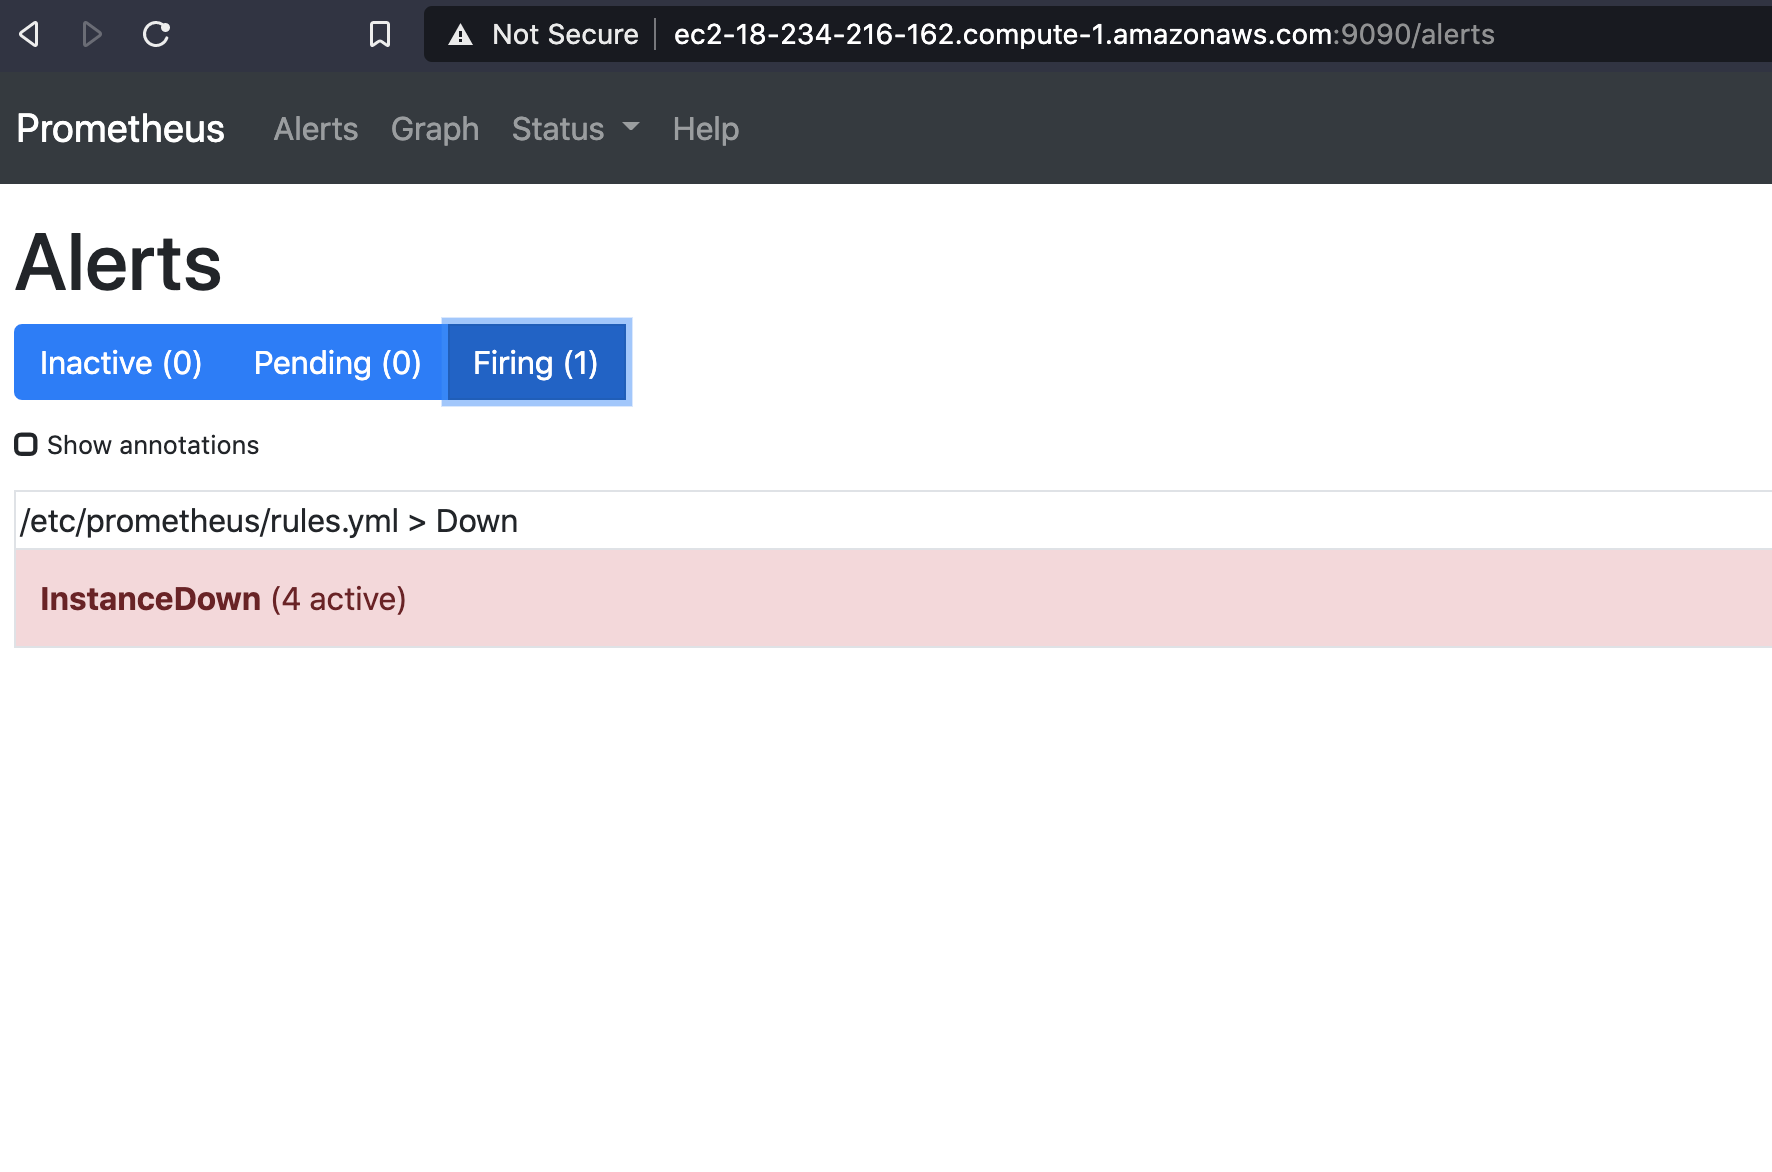 Not Secure ec2-18-234-216-162.compute-1.amazonaws.com:9090/alerts
Prometheus Alerts Graph Status Help
Alerts
Inactive (0) Pending (0) Firing (1)
Show annotations
/etc/prometheus/rules.yml > Down
InstanceDown (4 active)